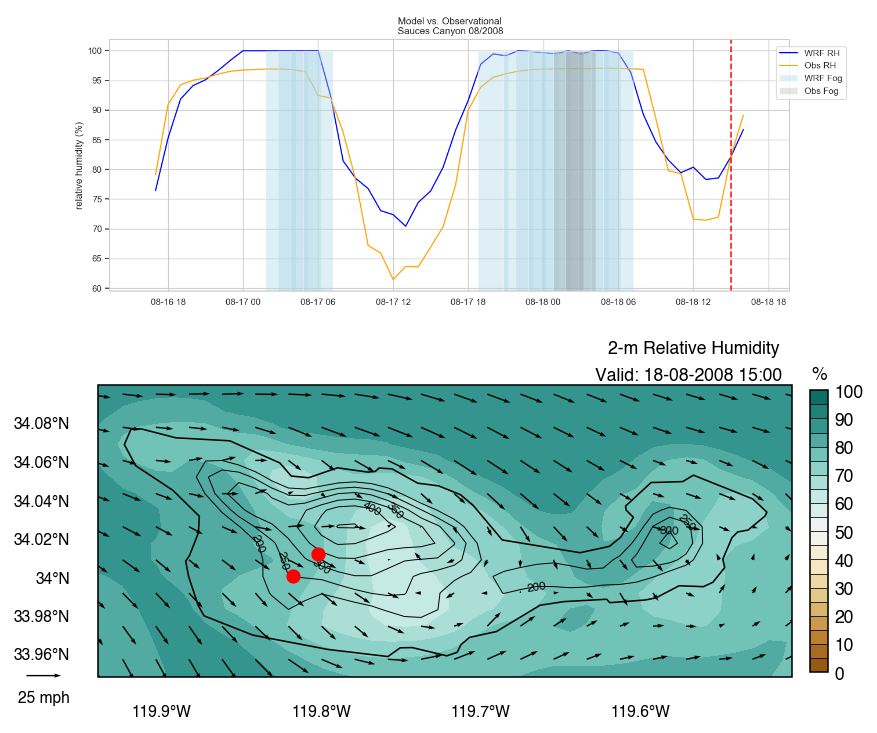 Model vs. Observational
Sauces Canyon 08/2008
relative humidity (%)
100
95
90
85
80
75
70
65
60
08-16 18
08-17 00
08-17 06
08-17 12
08-17 18
08-18 00
08-18 06
08-18 12
08-18 18
WRF RH
Obs RH
WRF Fog
Obs Fog
2-m Relative Humidity
Valid: 18-08-2008 15:00
%
100
90
80
70
60
50
40
30
20
10
0
34.08°N
34.06°N
34.04°N
34.02°N
34°N
33.98°N
33.96°N
25 mph
119.9°W
119.8°W
119.7°W
119.6°W
400
200
300
200